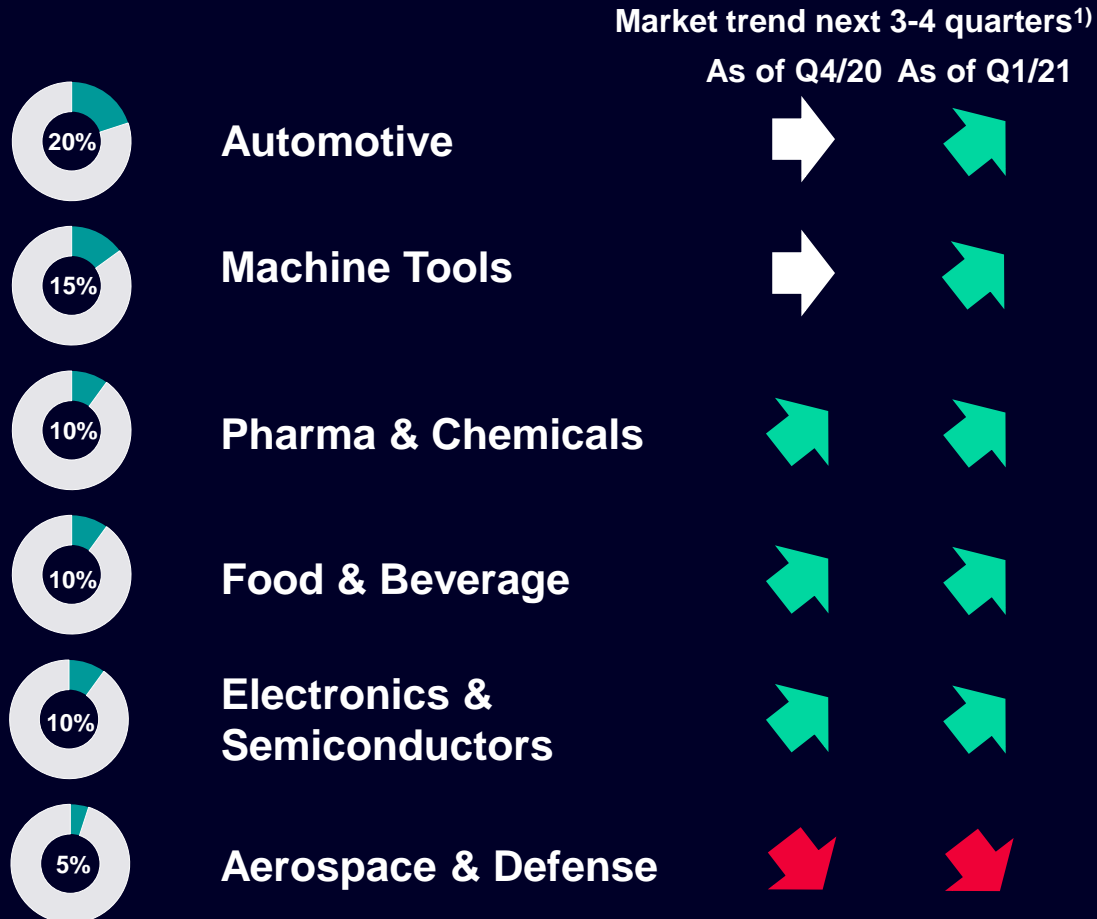 Market trend next 3-4 quarters1)
As of Q4/20 As of Q1/21
20% Automotive
15% Machine Tools
10% Pharma & Chemicals
10% Food & Beverage
Electronics &
10%
Semiconductors
5% Aerospace & Defense